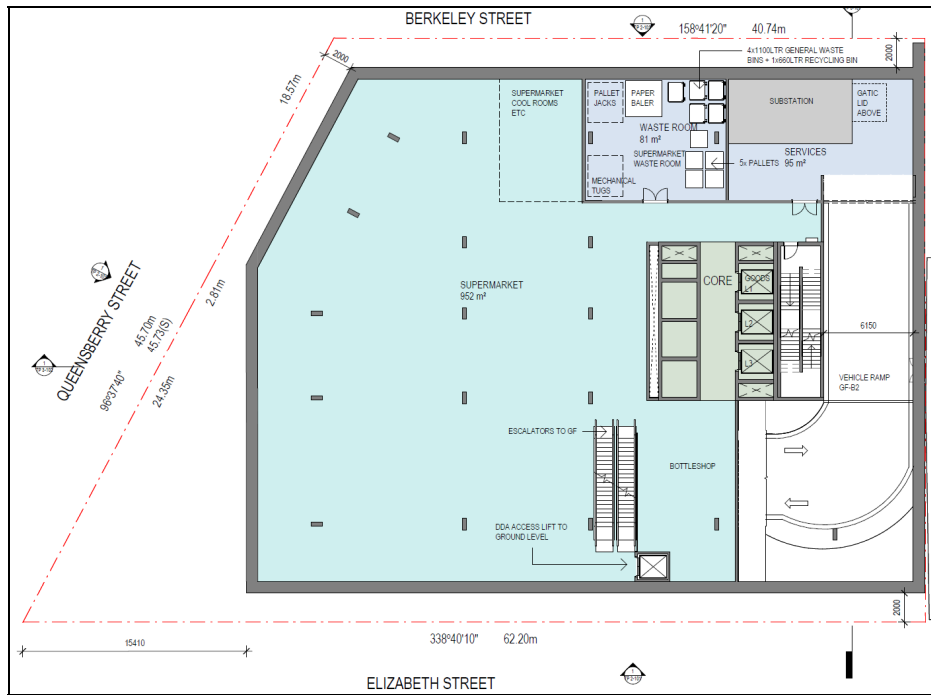 BERKELEY STREET
158°41'20" 40.74m
4x1100LTR GENERAL WASTE
BINS + 1x660LTR RECYCLING BIN
2000
2000
18.57m
SUPERMARKET
COOL ROOMS
ETC
PALLET
JACKS
PAPER
BALER
SUBSTATION
GATIC
LID
ABOVE
WASTE ROOM
81 m²
SUPERMARKET
WASTE ROOM
5x PALLETS
SERVICES
95 m²
MECHANICAL
TUGS
QUEENSBERRY STREET
2.81m
45.70m
45.73(S)
96°37'40"
24.35m
SUPERMARKET
952 m²
CORE
GOODS
L1
L2
L3
6150
VEHICLE RAMP
GF-B2
ESCALATORS TO GF
BOTTLESHOP
DDA ACCESS LIFT TO
GROUND LEVEL
2000
15410
338°40'10" 62.20m
ELIZABETH STREET